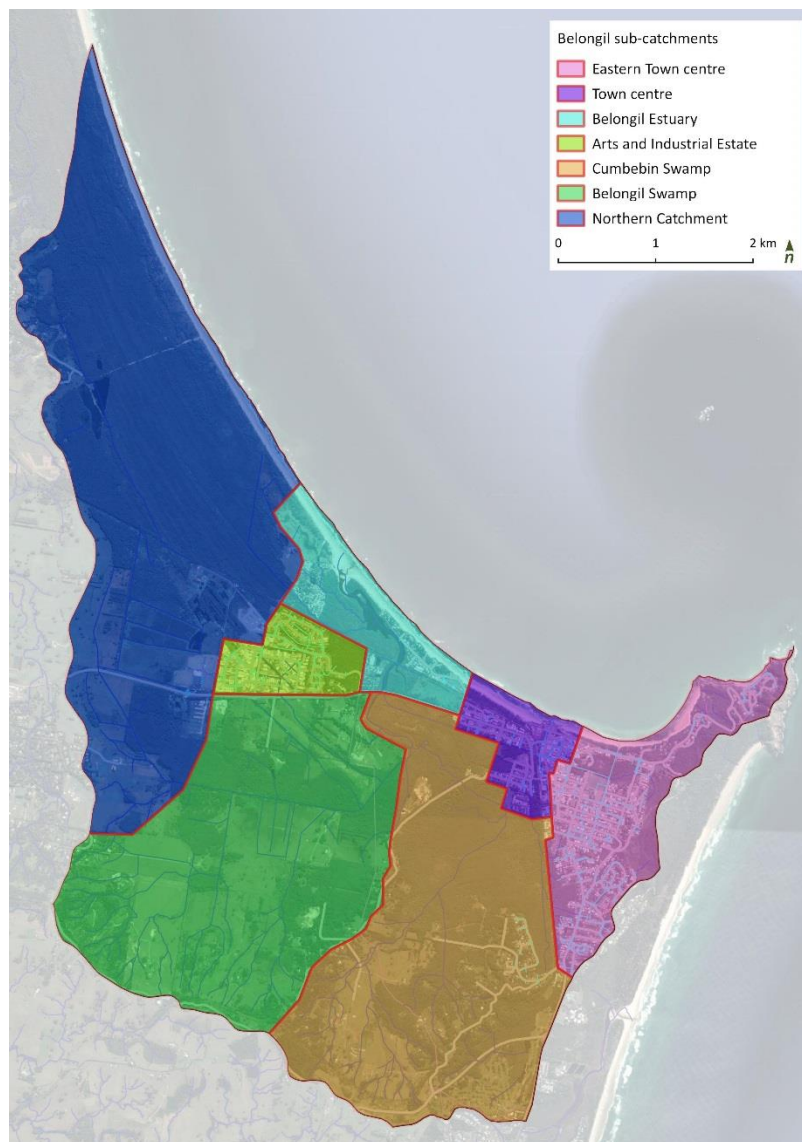 Belongil sub-catchments
Eastern Town centre
Town centre
Belongil Estuary
Arts and Industrial Estate
Cumbebin Swamp
Belongil Swamp
Northern Catchment
0 1 2 km
n